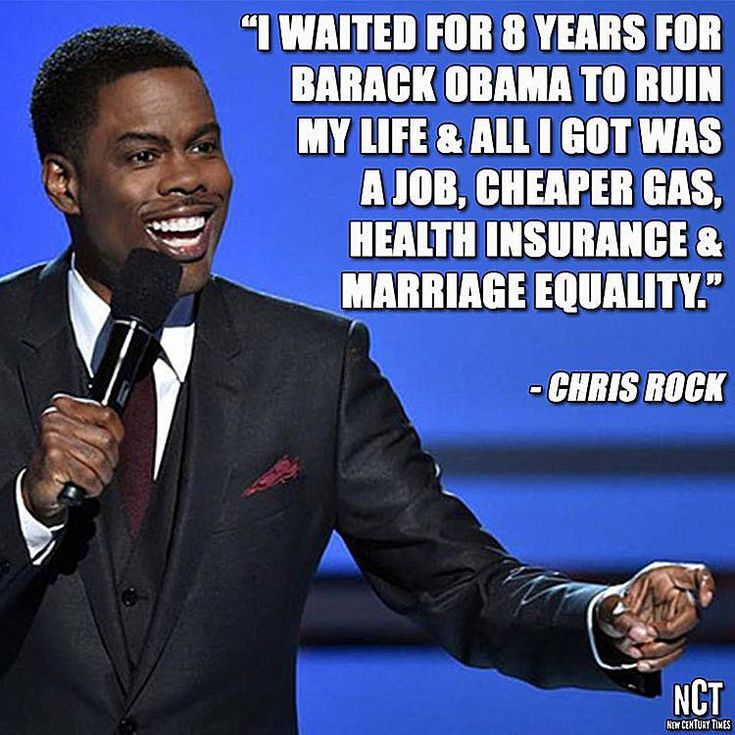 “I WAITED FOR 8 YEARS FOR
BARACK OBAMA TO RUIN
MY LIFE & ALL I GOT WAS
A JOB, CHEAPER GAS,
HEALTH INSURANCE &
MARRIAGE EQUALITY.”
- CHRIS ROCK
NCT
NEW CENTURY TIMES